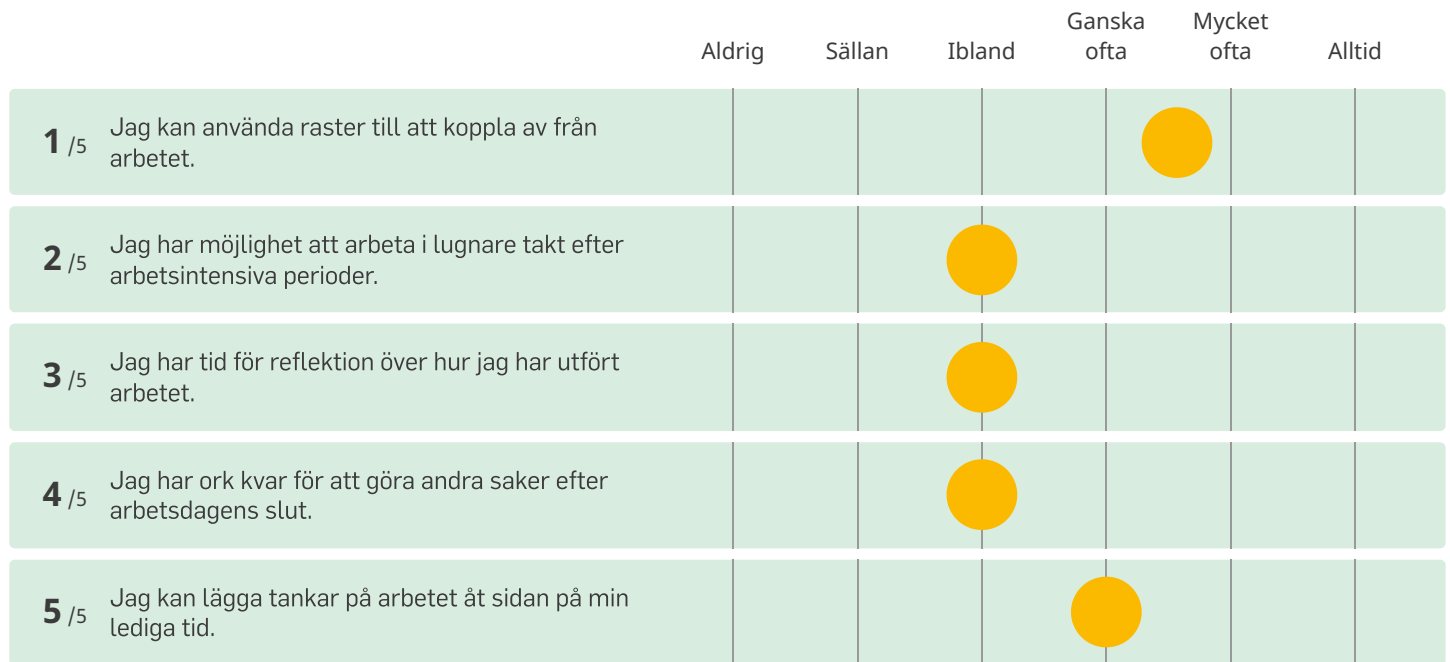 Aldrig Sällan Ibland Ganska ofta Mycket ofta Alltid
1 /5 Jag kan använda raster till att koppla av från
arbetet.
2 /5 Jag har möjlighet att arbeta i lugnare takt efter
arbetsintensiva perioder.
3 /5 Jag har tid för reflektion över hur jag har utfört
arbetet.
4 /5 Jag har ork kvar för att göra andra saker efter
arbetsdagens slut.
5 /5 Jag kan lägga tankar på arbetet åt sidan på min
lediga tid.